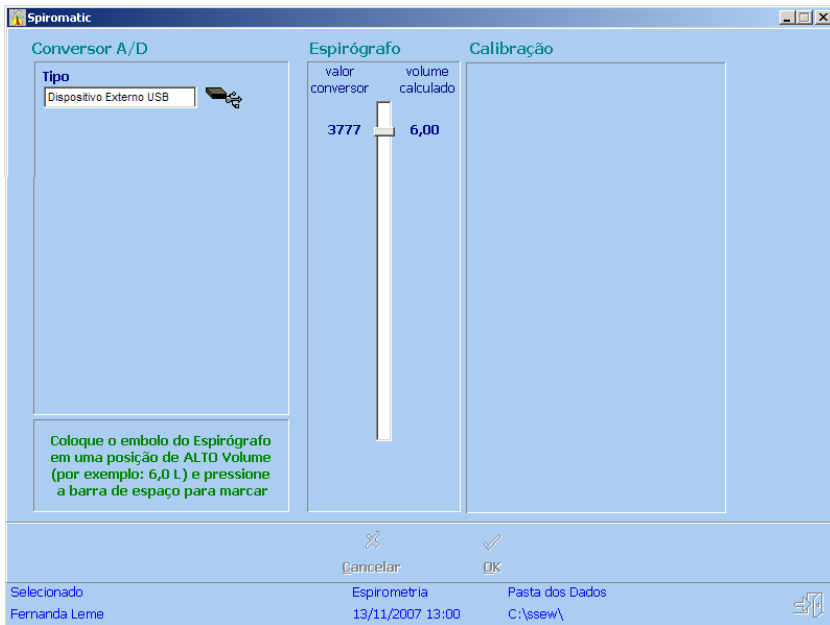 Spiromatic
Conversor A/D
Tipo
Dispositivo Externo USB
Coloque o embolo do Espirógrafo
em uma posição de ALTO Volume
(por exemplo: 6,0 L) e pressione
a barra de espaço para marcar
Espirógrafo
valor volume
conversor calculado
3777 6,00
Calibração
Cancelar OK
Selecionado Espirometria Pasta dos Dados
Fernanda Leme 13/11/2007 13:00 C:\ssew\